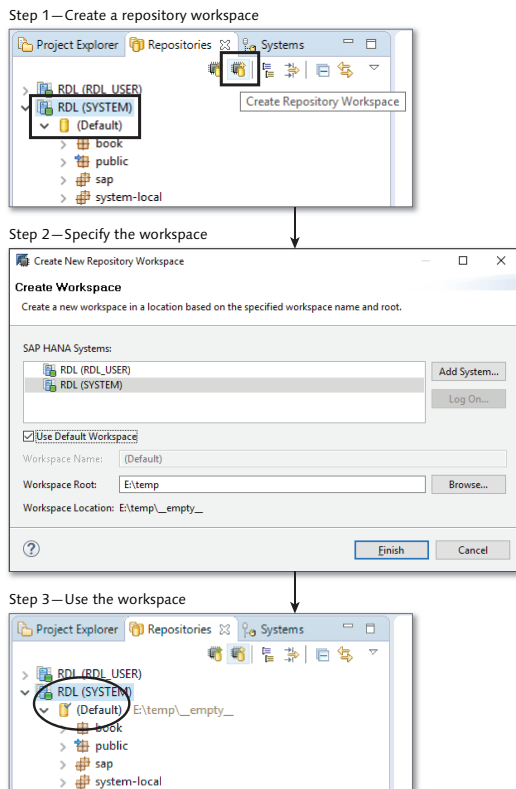 Step 1—Create a repository workspace
Project Explorer Repositories Systems
RDL (RDL_USER)
RDL (SYSTEM)
Create Repository Workspace
(Default)
book
public
sap
system-local
Step 2—Specify the workspace
Create New Repository Workspace
Create Workspace
Create a new workspace in a location based on the specified workspace name and root.
SAP HANA Systems:
RDL (RDL_USER)
Add System...
RDL (SYSTEM)
Log On...
Use Default Workspace
Workspace Name: (Default)
Workspace Root: E:\temp Browse...
Workspace Location: E:\temp\__empty__
Finish Cancel
Step 3—Use the workspace
Project Explorer Repositories Systems
RDL (RDL_USER)
RDL (SYSTEM)
(Default) E:\temp\__empty__
book
public
sap
system-local